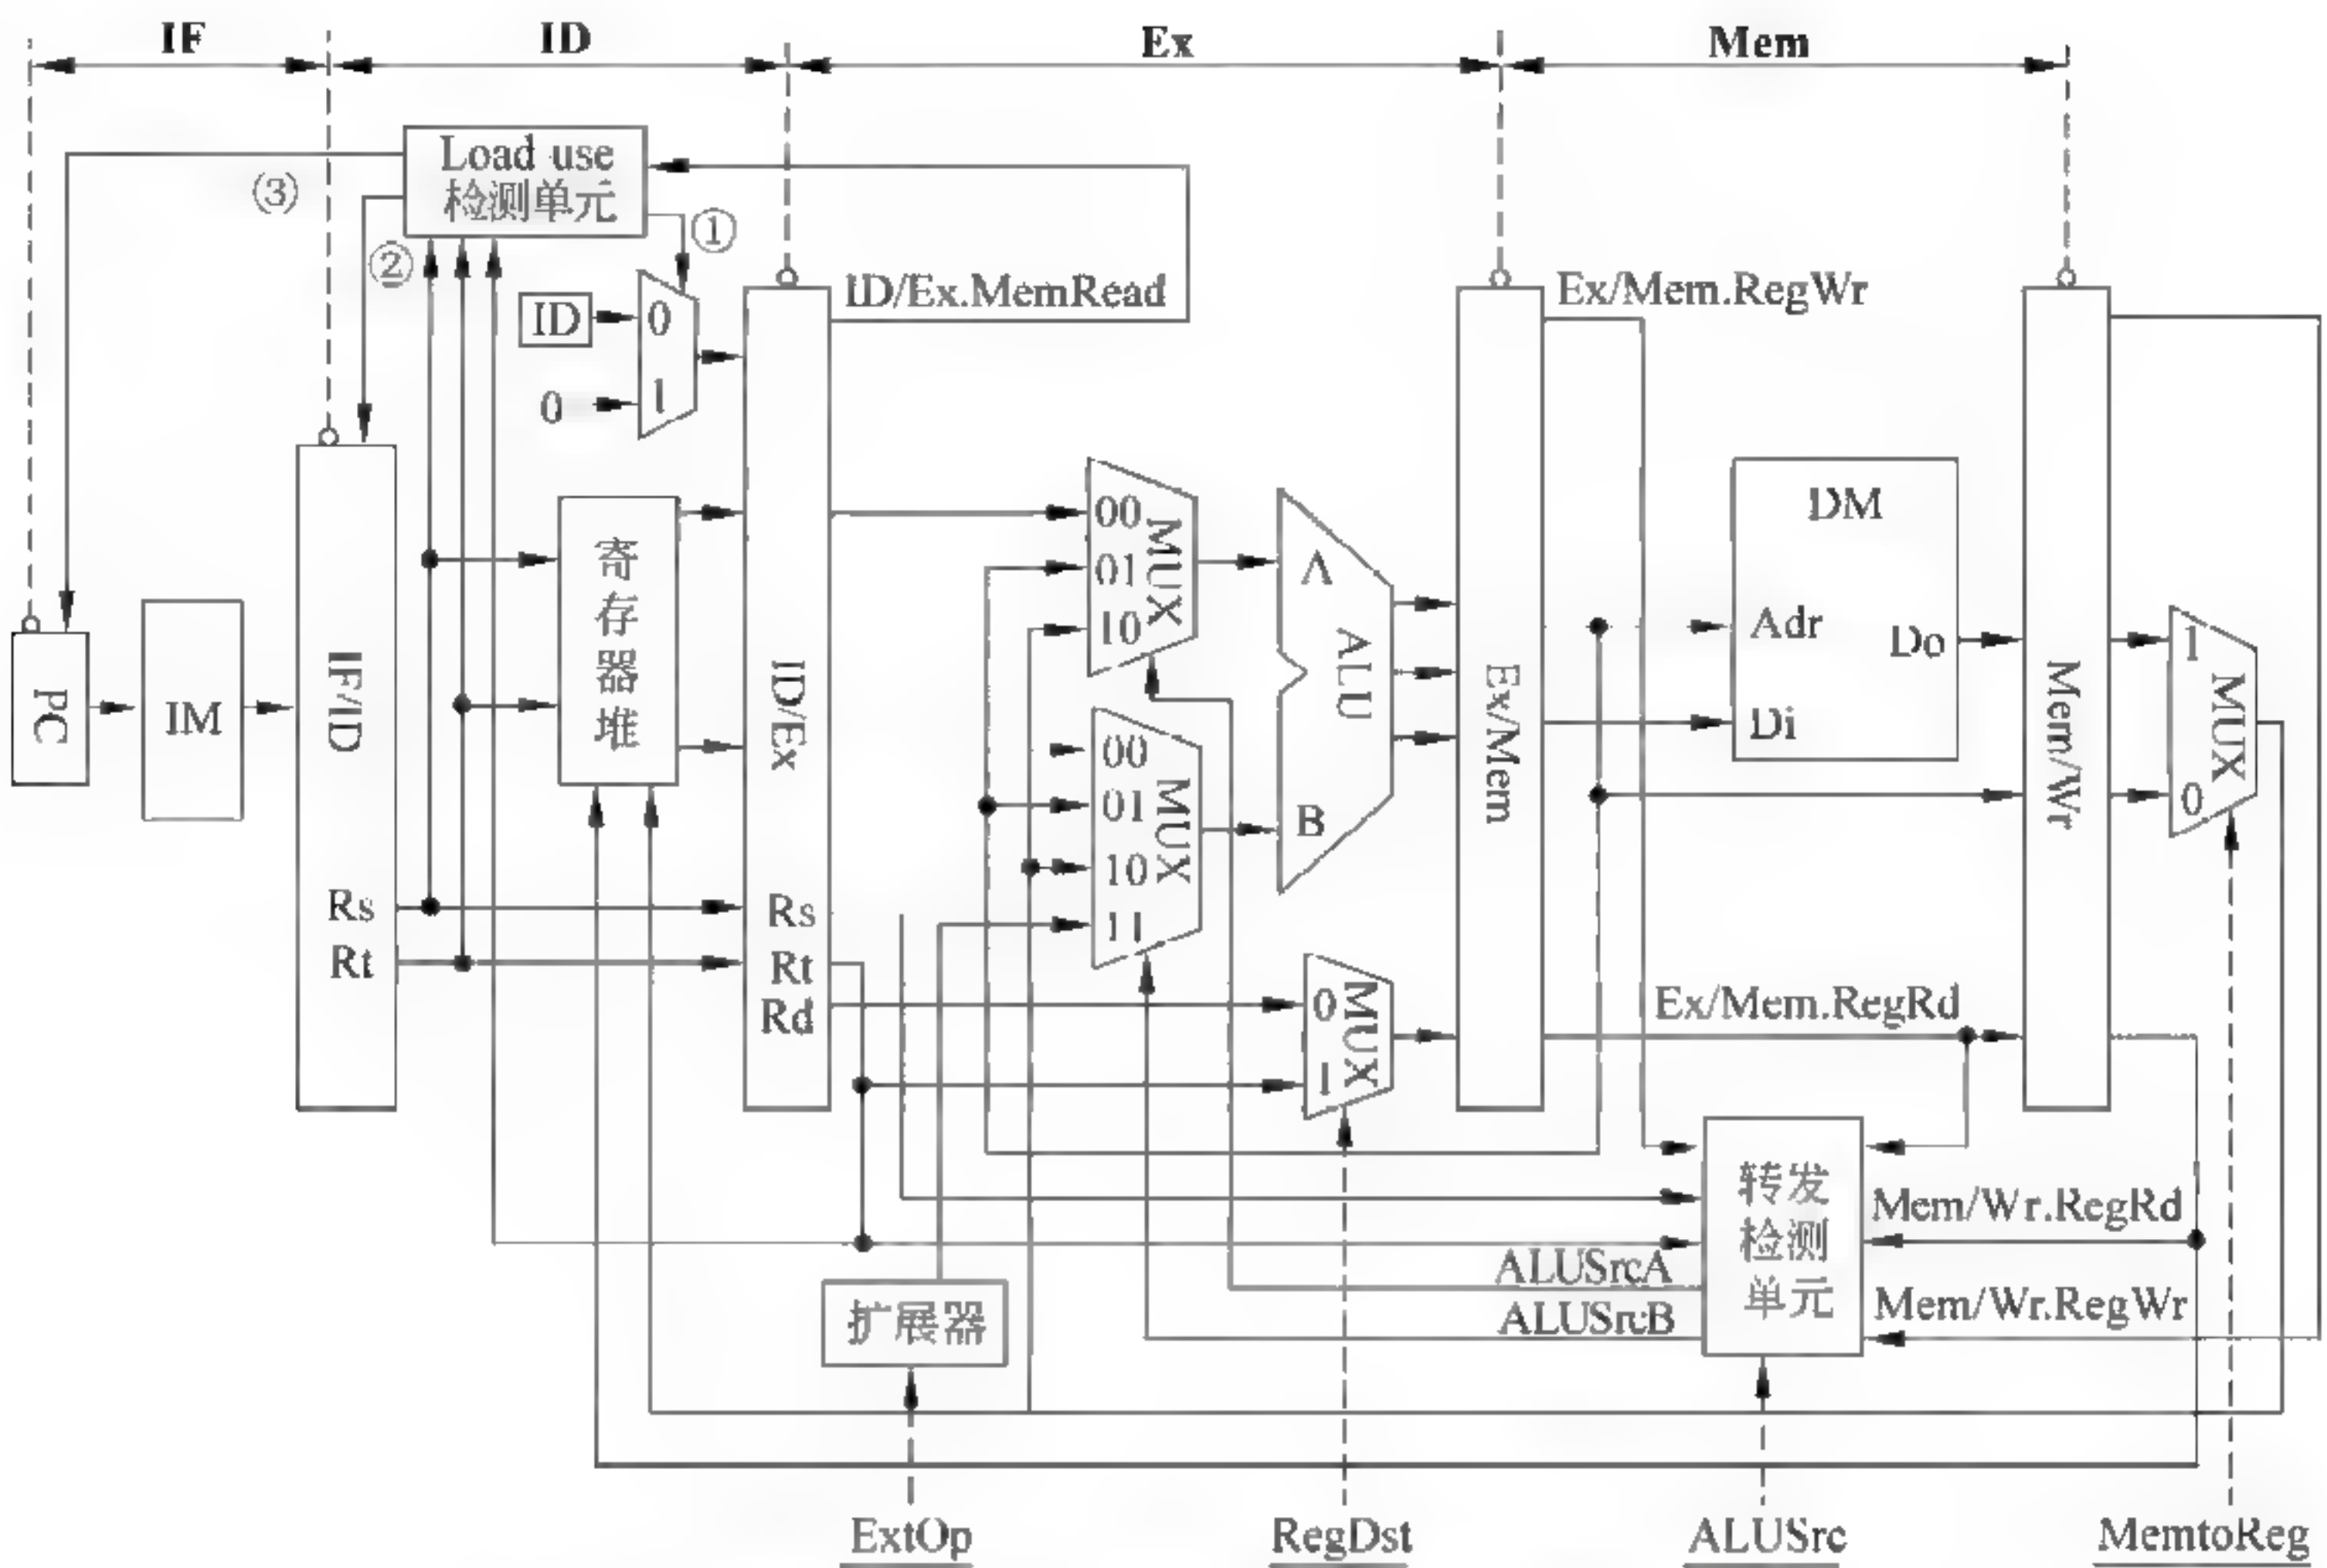 IF
ID
Ex
Mem
Load use
检测单元
③
②
①
ID
0
0
1
ID/Ex.MemRead
Ex/Mem.RegWr
PC
IM
IF/ID
Rs
Rt
寄存器堆
ID/Ex
Rs
Rt
Rd
00
01
10
MUX
00
01
10
11
MUX
A
B
ALU
0
1
MUX
Ex/Mem
DM
Adr
Do
Di
Mem/Wr
1
0
MUX
Ex/Mem.RegRd
转发
检测
单元
Mem/Wr.RegRd
Mem/Wr.RegWr
ALUSrcA
ALUSrcB
扩展器
ExtOp
RegDst
ALUSrc
MemtoReg